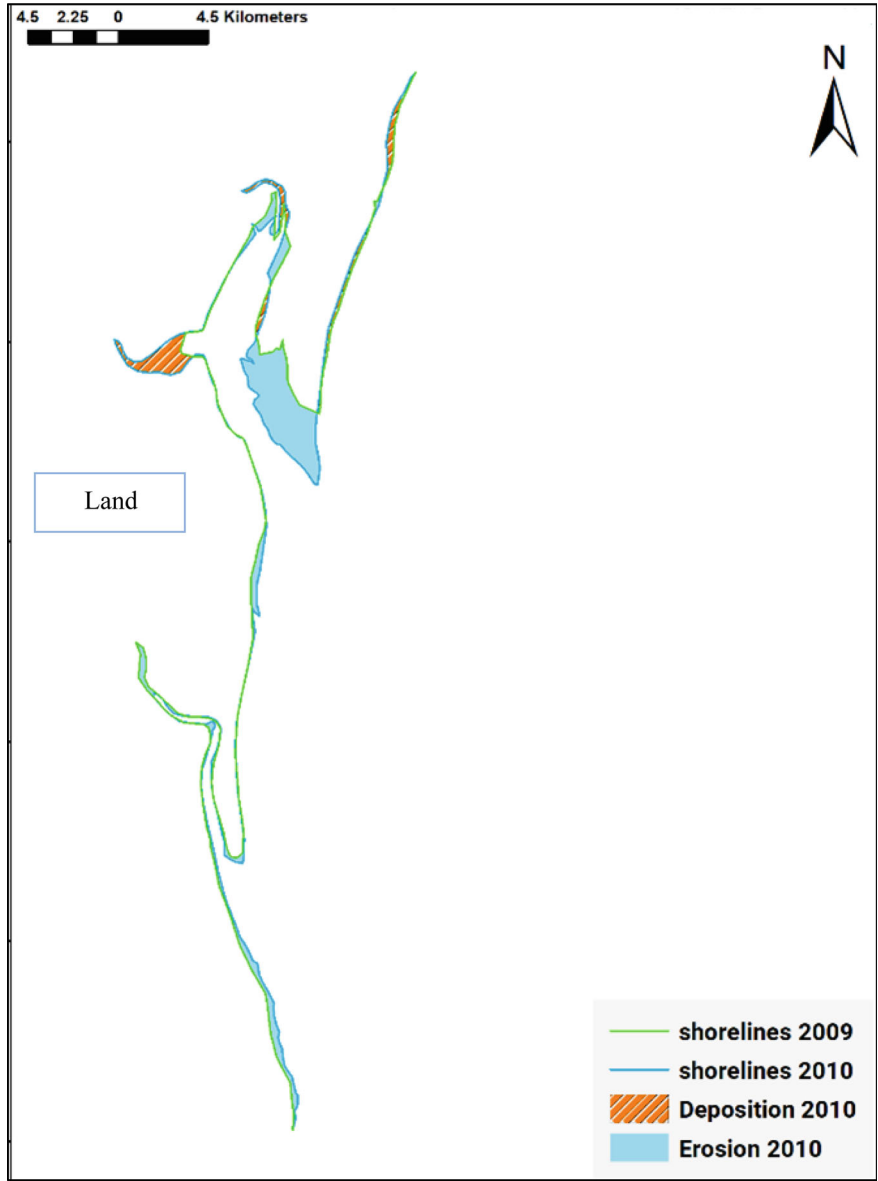 4.5 2.25 0 4.5 Kilometers
N
Land
shorelines 2009
shorelines 2010
Deposition 2010
Erosion 2010